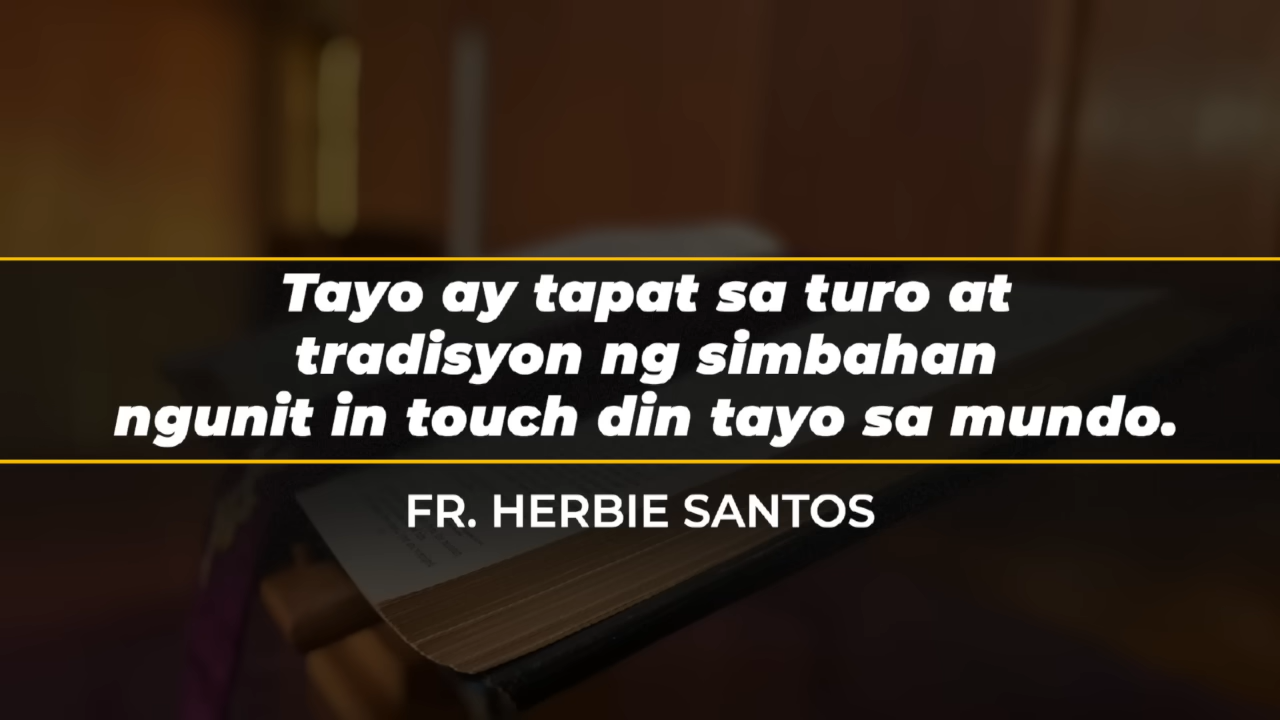 Tayo ay tapat sa turo at
tradisyon ng simbahan
ngunit in touch din tayo sa mundo.
FR. HERBIE SANTOS